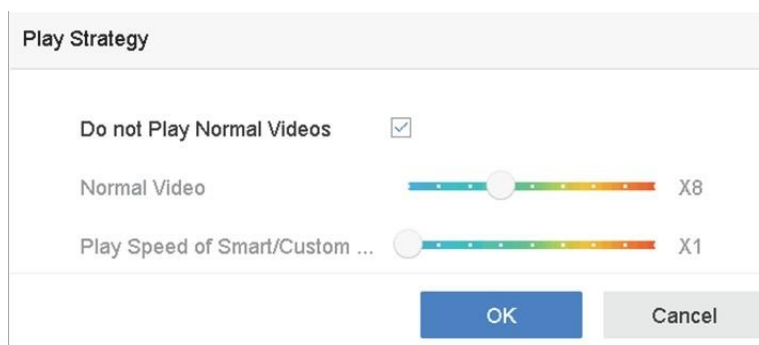 Play Strategy
Do not Play Normal Videos
Normal Video X8
Play Speed of Smart/Custom ... X1
OK Cancel